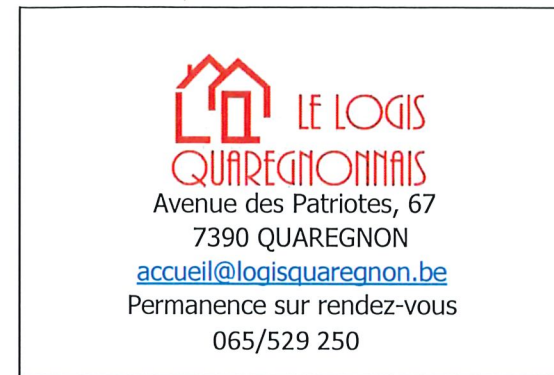 LE LOGIS
QUAREGNONNAIS
Avenue des Patriotes, 67
7390 QUAREGNON
accueil@logisquaregnon.be
Permanence sur rendez-vous
065/529 250